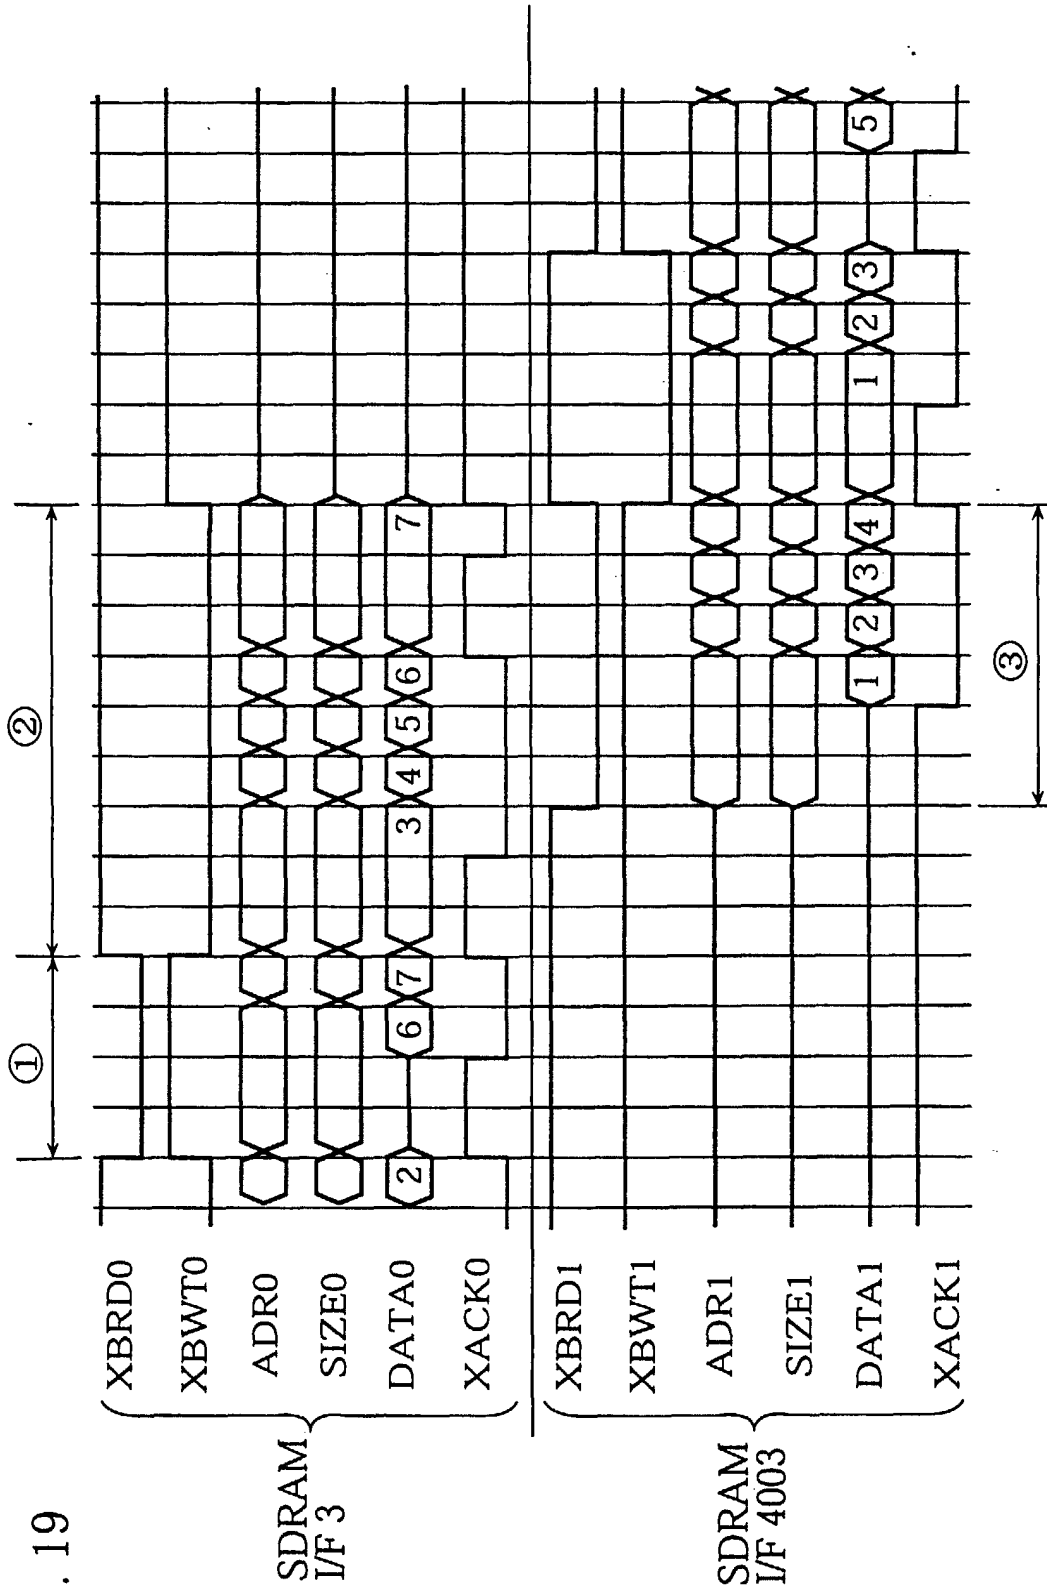 . 19
① ② 
SDRAM
I/F 3
XBRD0
XBWT0
ADR0
SIZE0
DATA0 2 6 7 3 4 5 6 7
XACK0
SDRAM
I/F 4003
XBRD1
XBWT1
ADR1
SIZE1
DATA1 1 2 3 4 1 2 3 5
XACK1
③